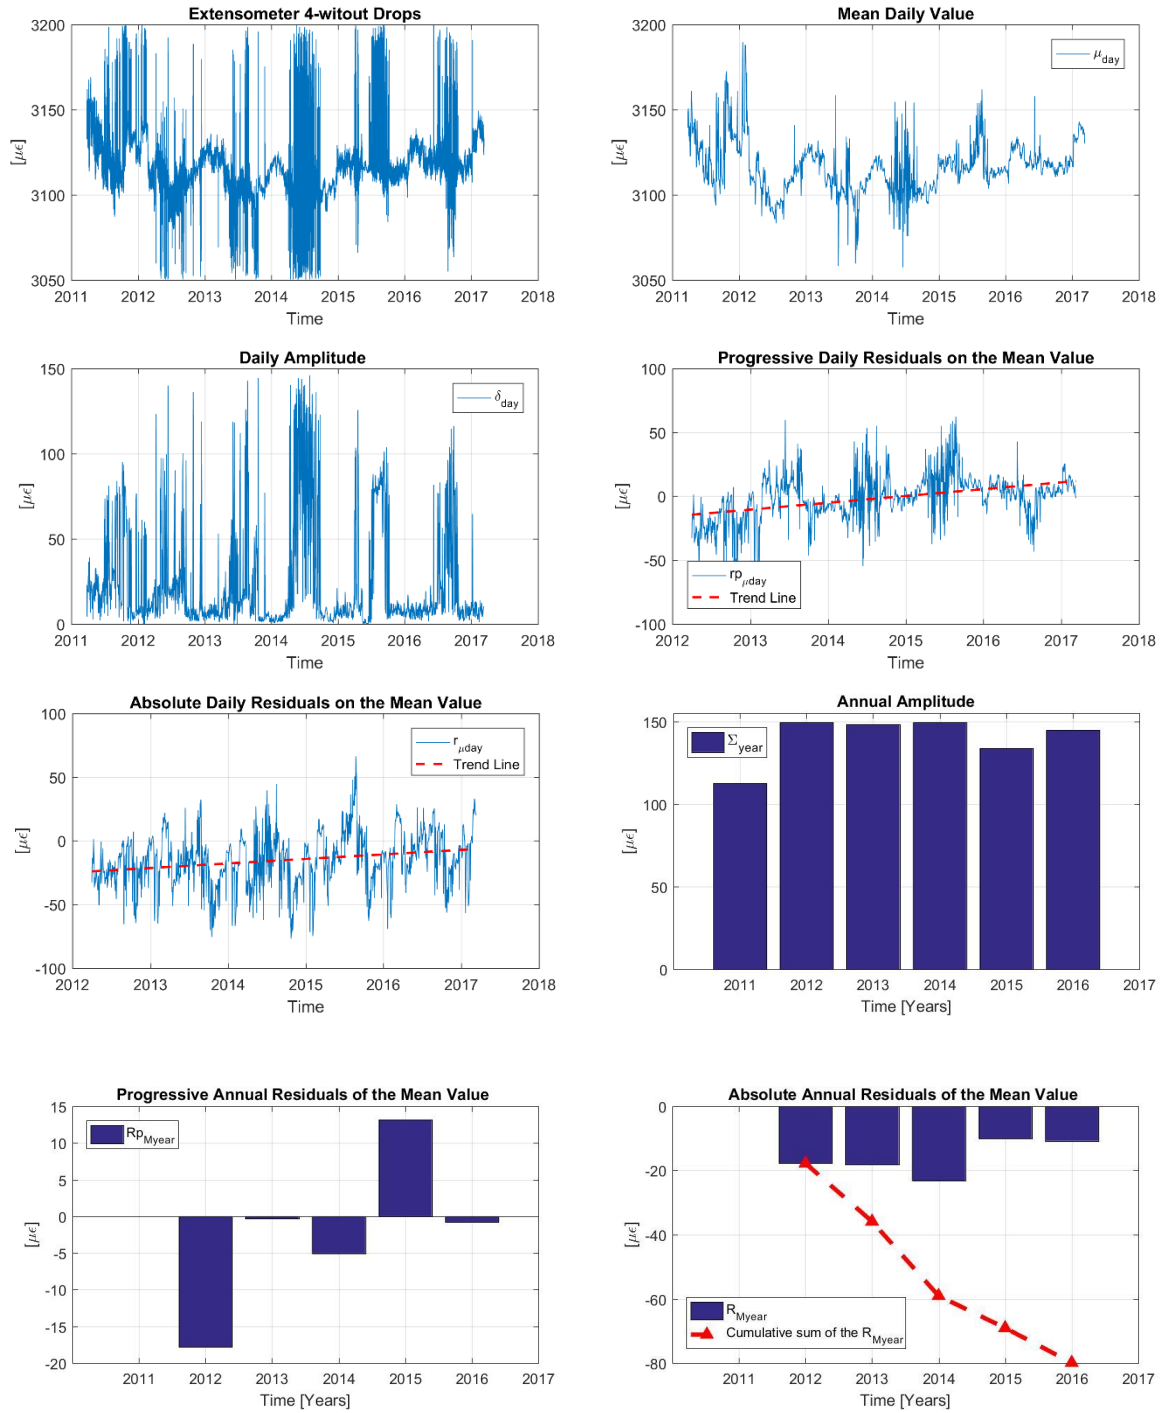 Extensometer 4-witout Drops
3200
3150
3100
3050
[με]
2011 2012 2013 2014 2015 2016 2017 2018
Time
Mean Daily Value
3200
3150
3100
3050
[με]
μday
2011 2012 2013 2014 2015 2016 2017 2018
Time
Daily Amplitude
150
100
50
0
[με]
δday
2011 2012 2013 2014 2015 2016 2017 2018
Time
Progressive Daily Residuals on the Mean Value
100
50
0
-50
-100
[με]
rpμday
Trend Line
2012 2013 2014 2015 2016 2017 2018
Time
Absolute Daily Residuals on the Mean Value
100
50
0
-50
-100
[με]
rμday
Trend Line
2012 2013 2014 2015 2016 2017 2018
Time
Annual Amplitude
150
100
50
0
[με]
Σyear
2011 2012 2013 2014 2015 2016 2017
Time [Years]
Progressive Annual Residuals of the Mean Value
15
10
5
0
-5
-10
-15
-20
[με]
RpMyear
2011 2012 2013 2014 2015 2016 2017
Time [Years]
Absolute Annual Residuals of the Mean Value
0
-20
-40
-60
-80
[με]
RMyear
Cumulative sum of the RMyear
2011 2012 2013 2014 2015 2016 2017
Time [Years]